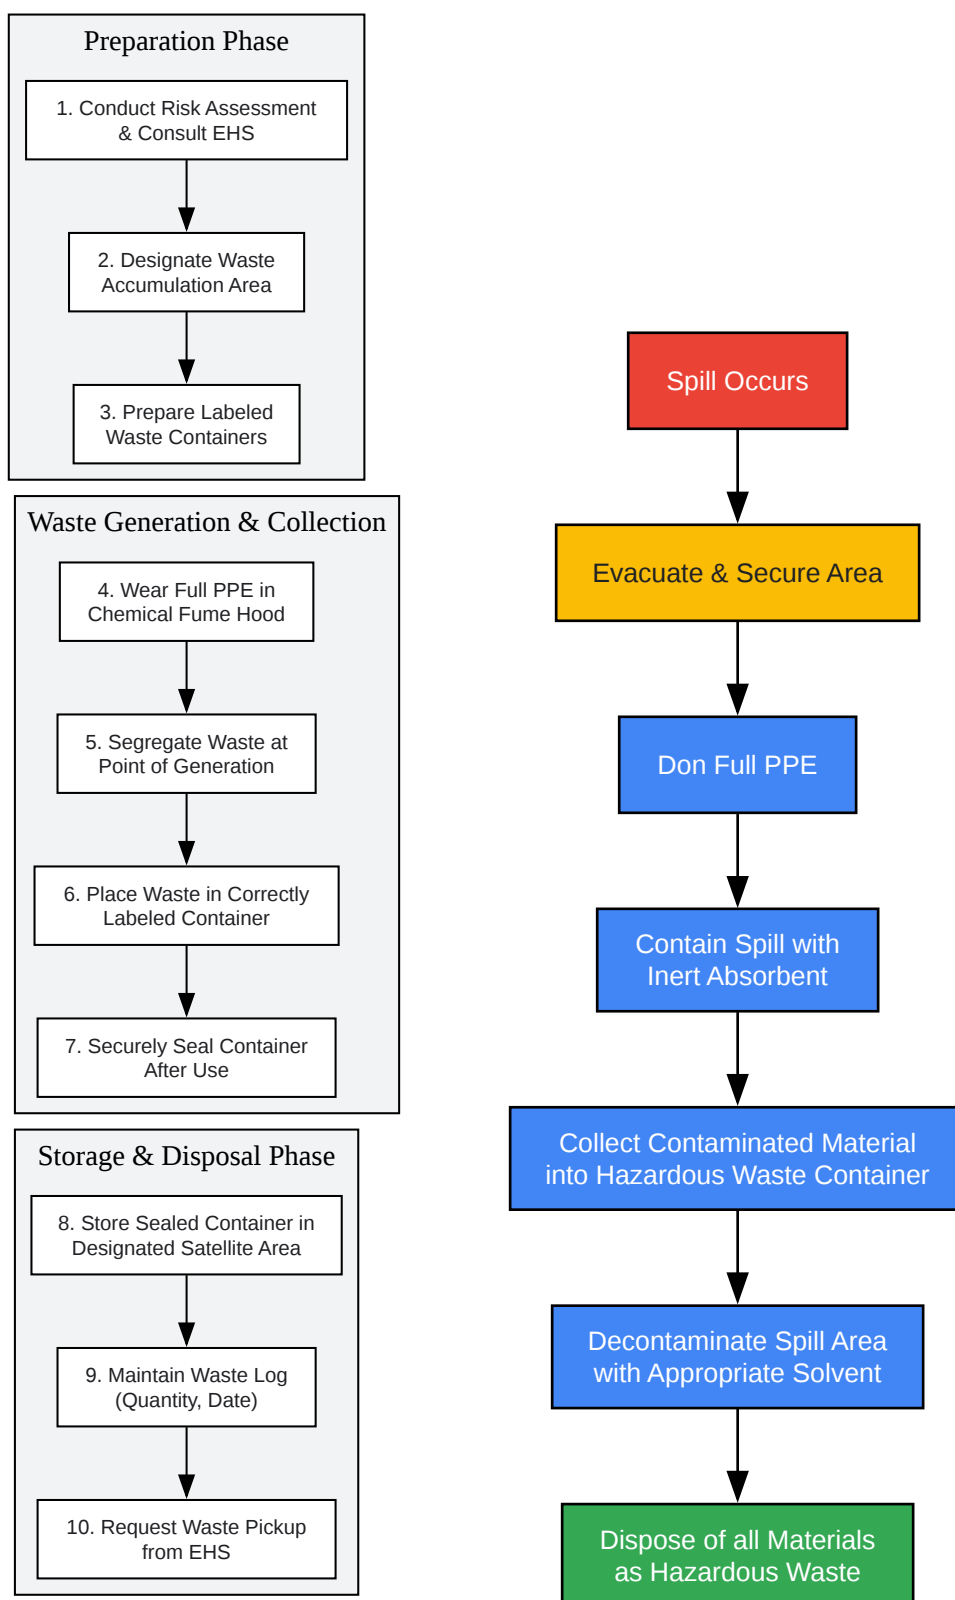 Preparation Phase
1. Conduct Risk Assessment
& Consult EHS
2. Designate Waste
Accumulation Area
3. Prepare Labeled
Waste Containers
Waste Generation & Collection
4. Wear Full PPE in
Chemical Fume Hood
5. Segregate Waste at
Point of Generation
6. Place Waste in Correctly
Labeled Container
7. Securely Seal Container
After Use
Storage & Disposal Phase
8. Store Sealed Container in
Designated Satellite Area
9. Maintain Waste Log
(Quantity, Date)
10. Request Waste Pickup
from EHS
Spill Occurs
Evacuate & Secure Area
Don Full PPE
Contain Spill with
Inert Absorbent
Collect Contaminated Material
into Hazardous Waste Container
Decontaminate Spill Area
with Appropriate Solvent
Dispose of all Materials
as Hazardous Waste